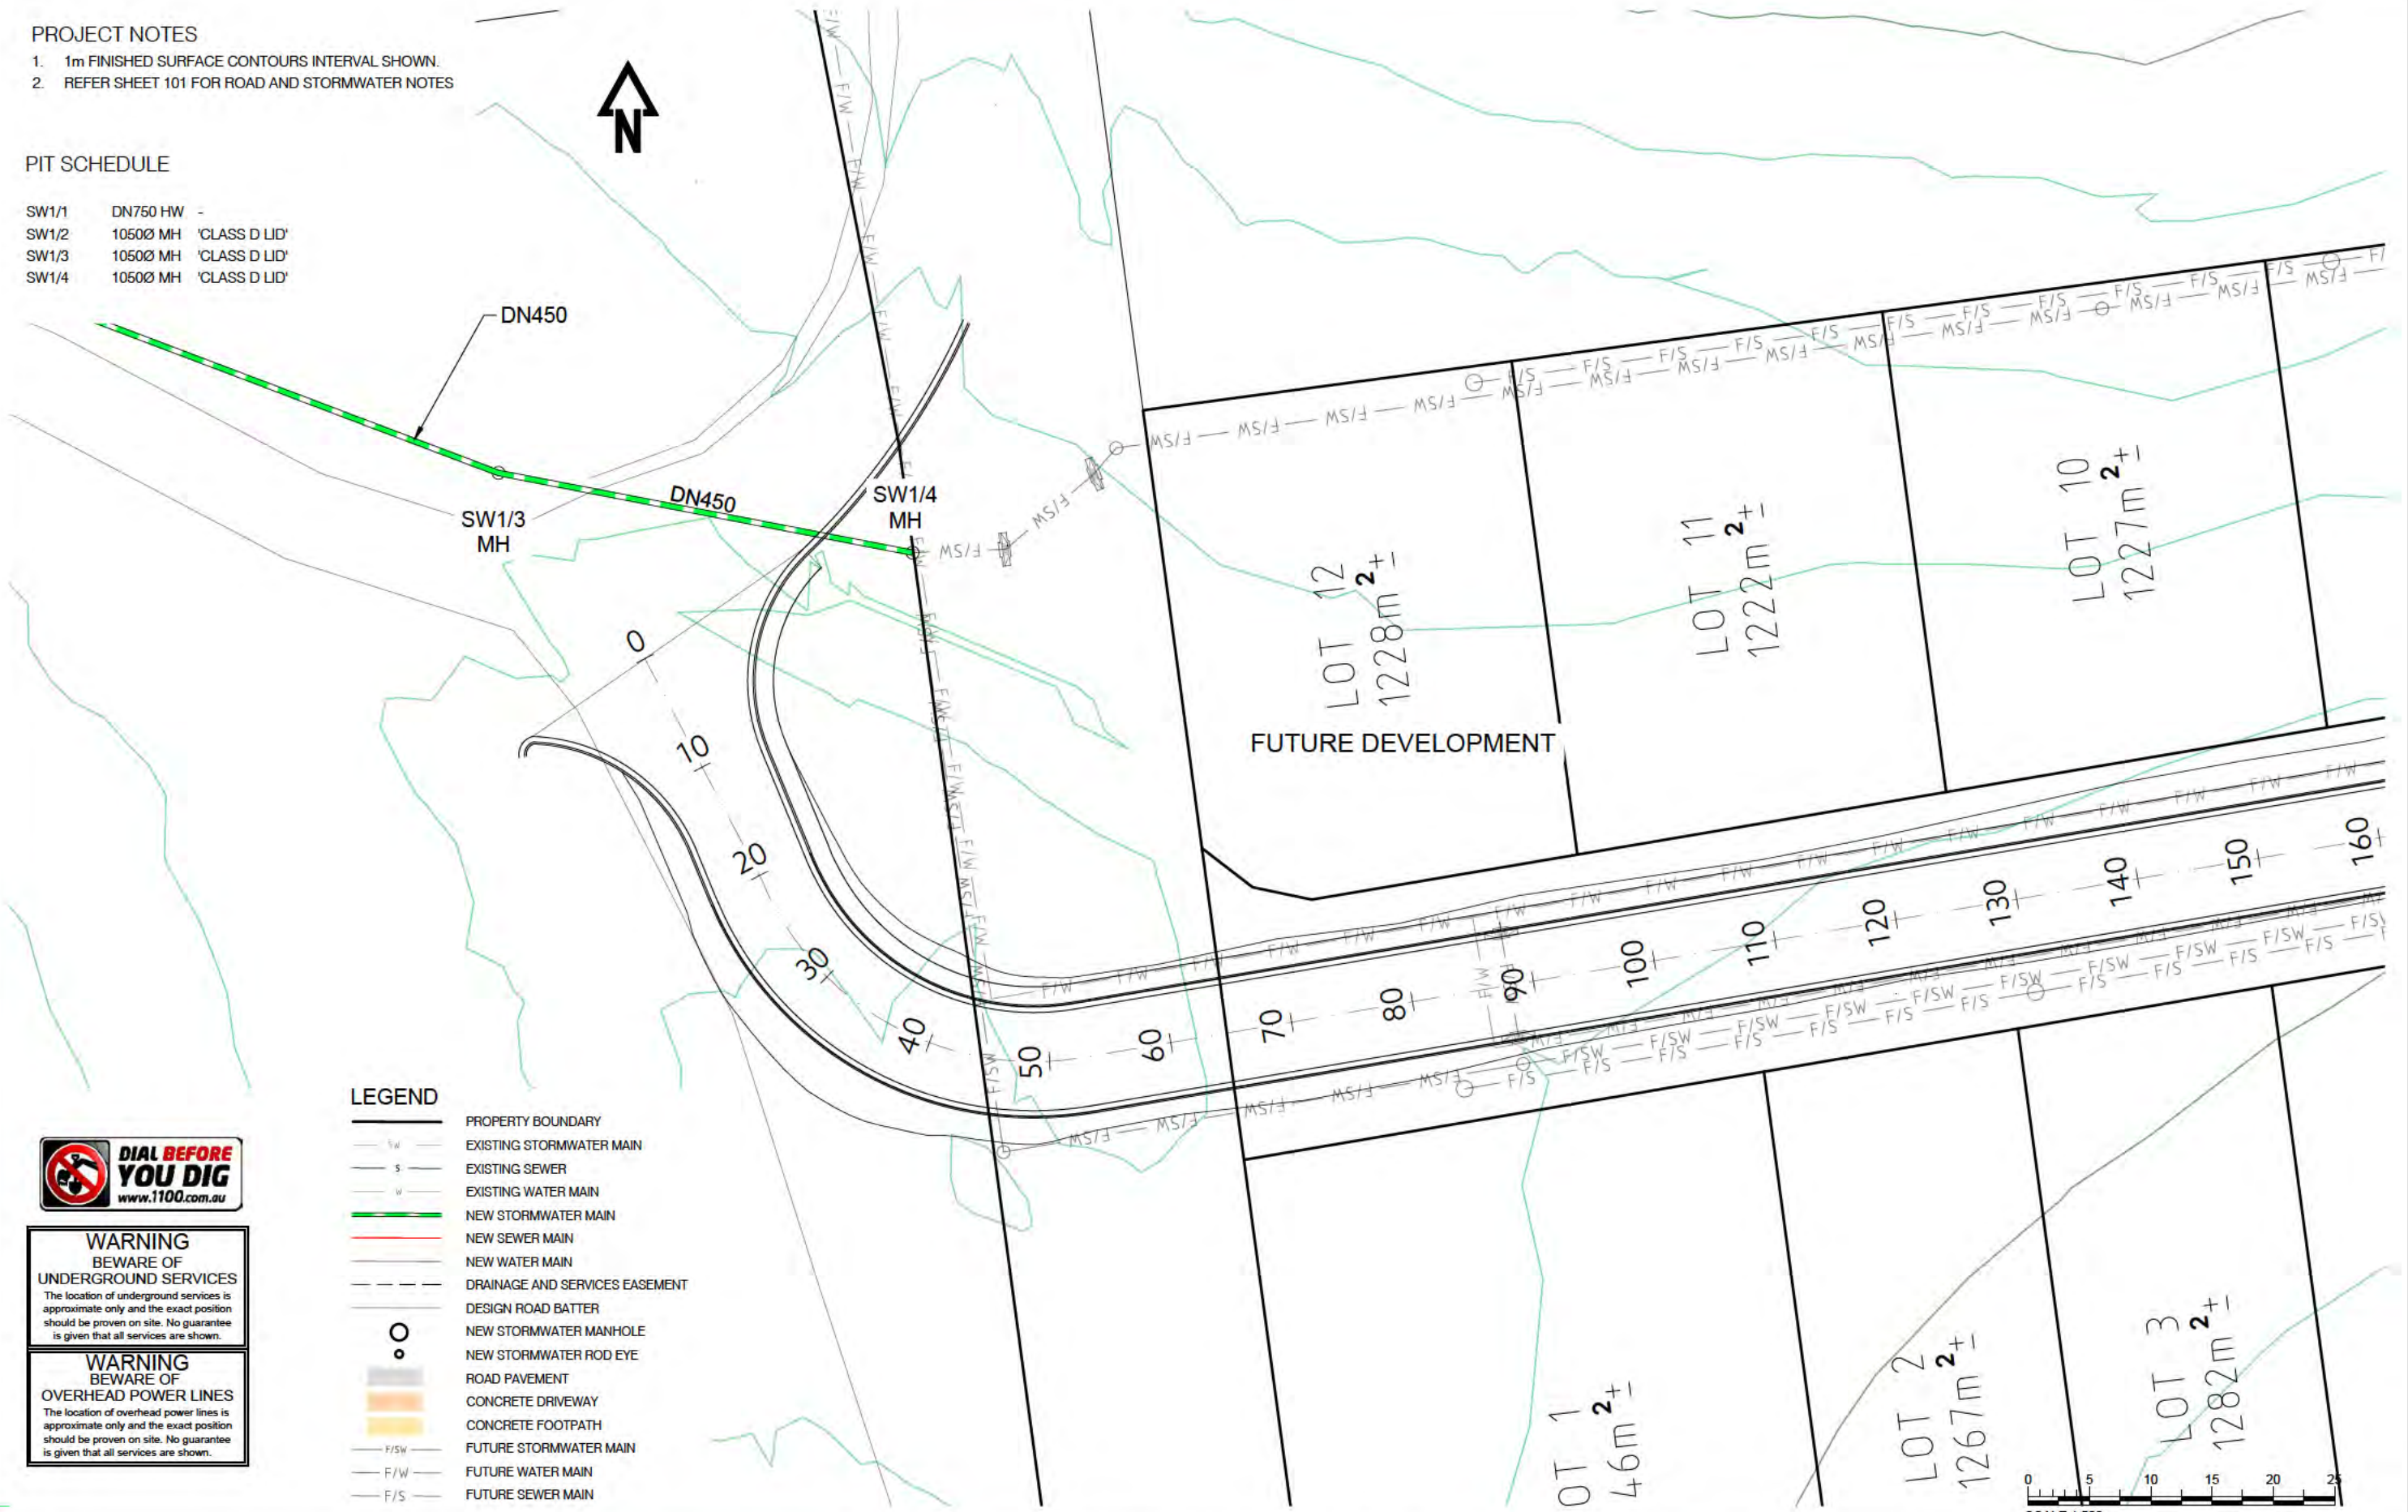 PROJECT NOTES
1. 1m FINISHED SURFACE CONTOURS INTERVAL SHOWN.
2. REFER SHEET 101 FOR ROAD AND STORMWATER NOTES
N
PIT SCHEDULE
SW1/1 DN750 HW -
SW1/2 1050Ø MH 'CLASS D LID'
SW1/3 1050Ø MH 'CLASS D LID'
SW1/4 1050Ø MH 'CLASS D LID'
DN450
DN450
SW1/3
MH
SW1/4
MH
LOT 12
1228m²±
LOT 11
1222m²±
LOT 10
1227m²±
FUTURE DEVELOPMENT
0
10
20
30
40
50
60
70
80
90
100
110
120
130
140
150
160
F/W
F/SW
F/S
OT 1
46m²±
LOT 2
1267m²±
LOT 3
1282m²±
DIAL BEFORE
YOU DIG
www.1100.com.au
WARNING
BEWARE OF
UNDERGROUND SERVICES
The location of underground services is
approximate only and the exact position
should be proven on site. No guarantee
is given that all services are shown.
WARNING
BEWARE OF
OVERHEAD POWER LINES
The location of overhead power lines is
approximate only and the exact position
should be proven on site. No guarantee
is given that all services are shown.
LEGEND
PROPERTY BOUNDARY
SW EXISTING STORMWATER MAIN
S EXISTING SEWER
W EXISTING WATER MAIN
NEW STORMWATER MAIN
NEW SEWER MAIN
NEW WATER MAIN
DRAINAGE AND SERVICES EASEMENT
DESIGN ROAD BATTER
NEW STORMWATER MANHOLE
NEW STORMWATER ROD EYE
ROAD PAVEMENT
CONCRETE DRIVEWAY
CONCRETE FOOTPATH
F/SW FUTURE STORMWATER MAIN
F/W FUTURE WATER MAIN
F/S FUTURE SEWER MAIN
0 5 10 15 20 25